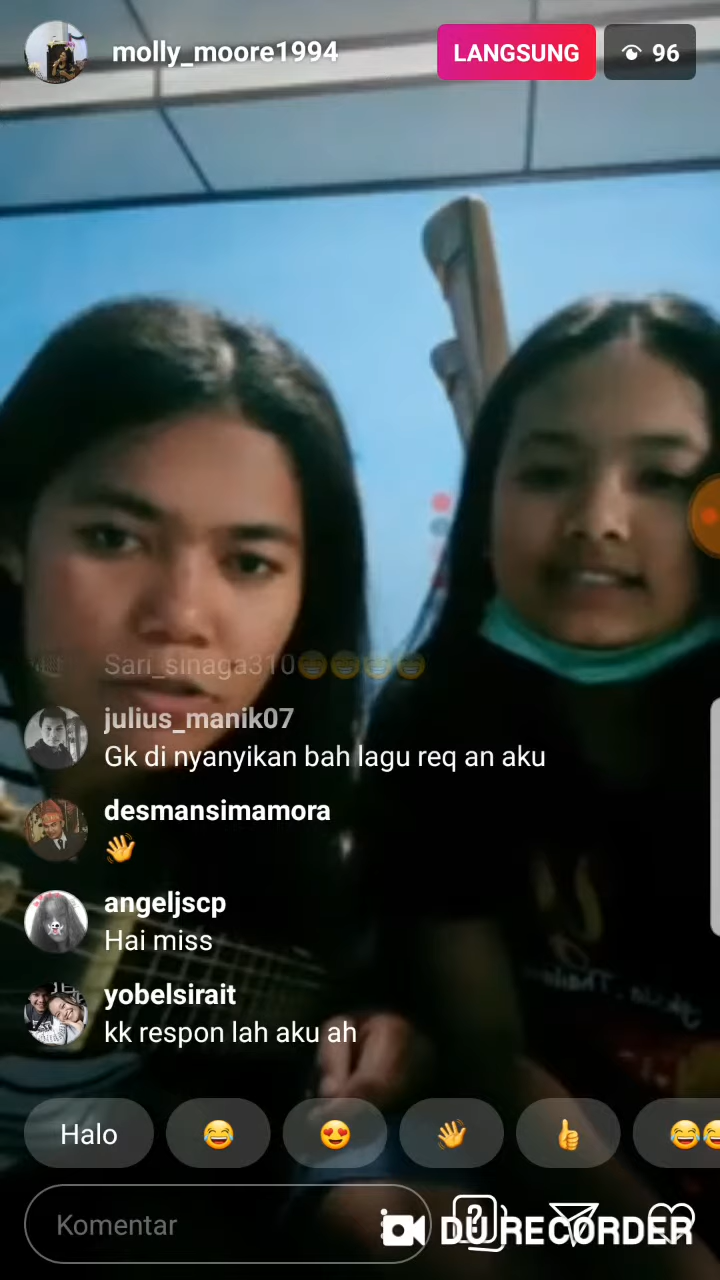 molly_moore1994
LANGSUNG
96
Sari_sinaga310😁😁😁😁
julius_manik07
Gk di nyanyikan bah lagu req an aku
desmansimamora
👋
angeljscp
Hai miss
yobelsirait
kk respon lah aku ah
Halo 😂 😍 👋 👍 😂😂
Komentar
DU RECORDER